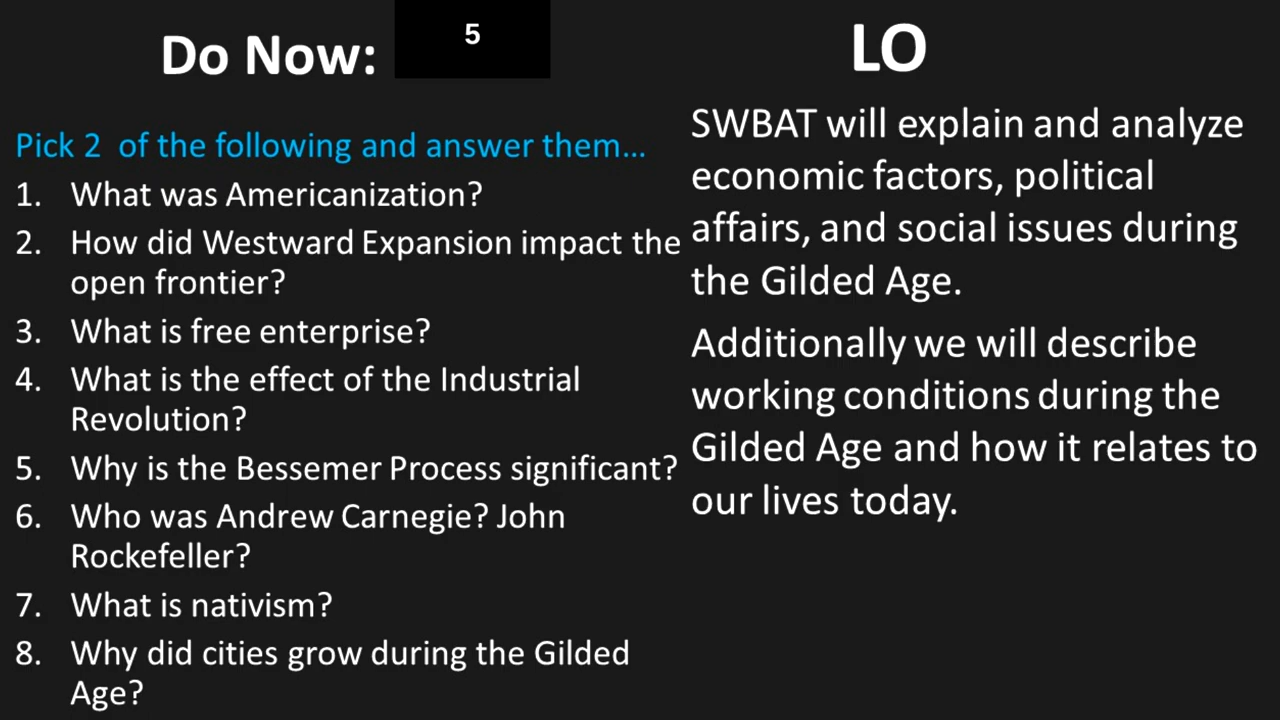 Do Now:
5
Pick 2 of the following and answer them...
1. What was Americanization?
2. How did Westward Expansion impact the
open frontier?
3. What is free enterprise?
4. What is the effect of the Industrial
Revolution?
5. Why is the Bessemer Process significant?
6. Who was Andrew Carnegie? John
Rockefeller?
7. What is nativism?
8. Why did cities grow during the Gilded
Age?
LO
SWBAT will explain and analyze
economic factors, political
affairs, and social issues during
the Gilded Age.
Additionally we will describe
working conditions during the
Gilded Age and how it relates to
our lives today.